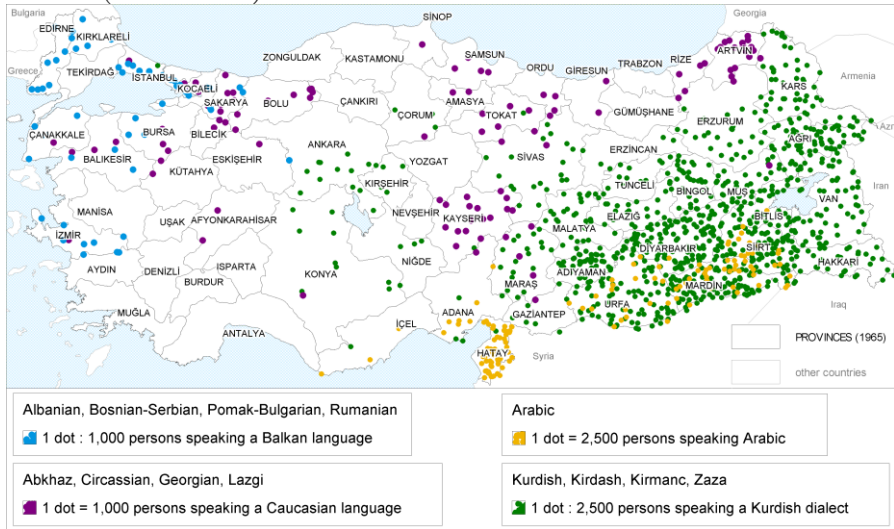 Bulgaria
Georgia
SİNOP
EDİRNE
KIRKLARELİ
ZONGULDAK
KASTAMONU
SAMSUN
ARTVİN
Greece
TEKİRDAĞ
İSTANBUL
ORDU
GİRESUN
TRABZON
RİZE
KOCAELİ
KARS
Armenia
SAKARYA
BOLU
ÇANKIRI
ÇORUM
AMASYA
TOKAT
GÜMÜŞHANE
ÇANAKKALE
BURSA
BİLECİK
ERZURUM
AĞRI
BALIKESİR
ESKİŞEHİR
ANKARA
YOZGAT
SİVAS
ERZİNCAN
Iran
KÜTAHYA
KIRŞEHİR
TUNCELİ
BİNGÖL
MUŞ
VAN
MANİSA
UŞAK
AFYONKARAHİSAR
NEVŞEHİR
KAYSERİ
ELAZIĞ
BİTLİS
İZMİR
MALATYA
DİYARBAKIR
SİİRT
AYDIN
DENİZLİ
ISPARTA
KONYA
NİĞDE
MARAŞ
ADIYAMAN
MARDİN
HAKKARİ
BURDUR
URFA
MUĞLA
ANTALYA
İÇEL
ADANA
GAZİANTEP
Iraq
HATAY
Syria
PROVINCES (1965)
other countries
Albanian, Bosnian-Serbian, Pomak-Bulgarian, Rumanian
1 dot : 1,000 persons speaking a Balkan language
Arabic
1 dot = 2,500 persons speaking Arabic
Abkhaz, Circassian, Georgian, Lazgi
1 dot = 1,000 persons speaking a Caucasian language
Kurdish, Kirdash, Kirmanc, Zaza
1 dot : 2,500 persons speaking a Kurdish dialect